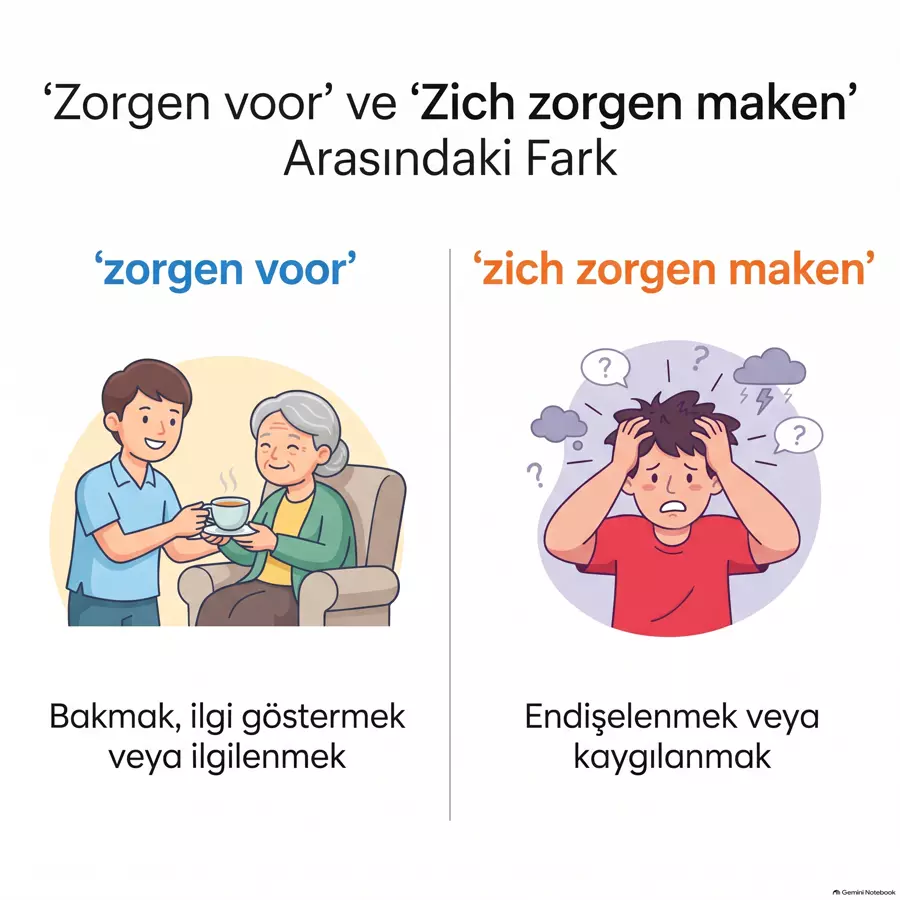 ‘Zorgen voor’ ve ‘Zich zorgen maken’
Arasındaki Fark
‘zorgen voor’
Bakmak, ilgi göstermek
veya ilgilenmek
‘zich zorgen maken’
?
?
?
?
Endişelenmek veya
kaygılanmak
Gemini Notebook